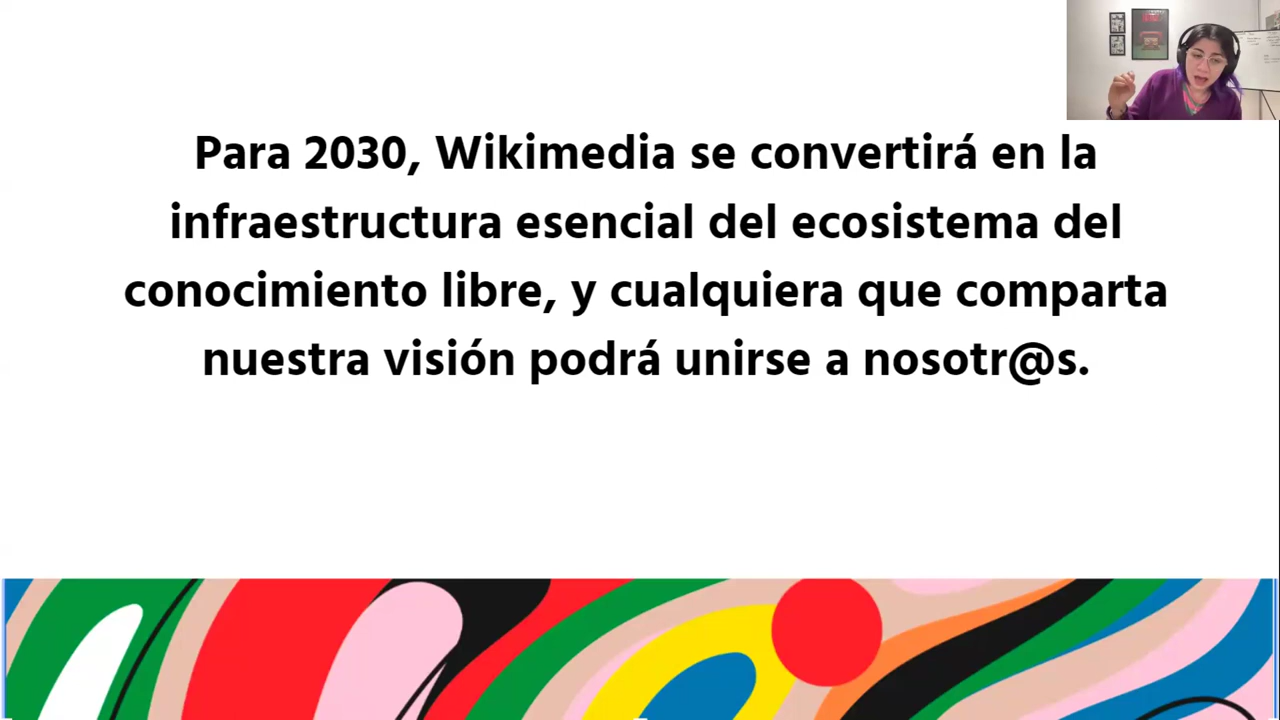 Para 2030, Wikimedia se convertirá en la
infraestructura esencial del ecosistema del
conocimiento libre, y cualquiera que comparta
nuestra visión podrá unirse a nosotr@s.